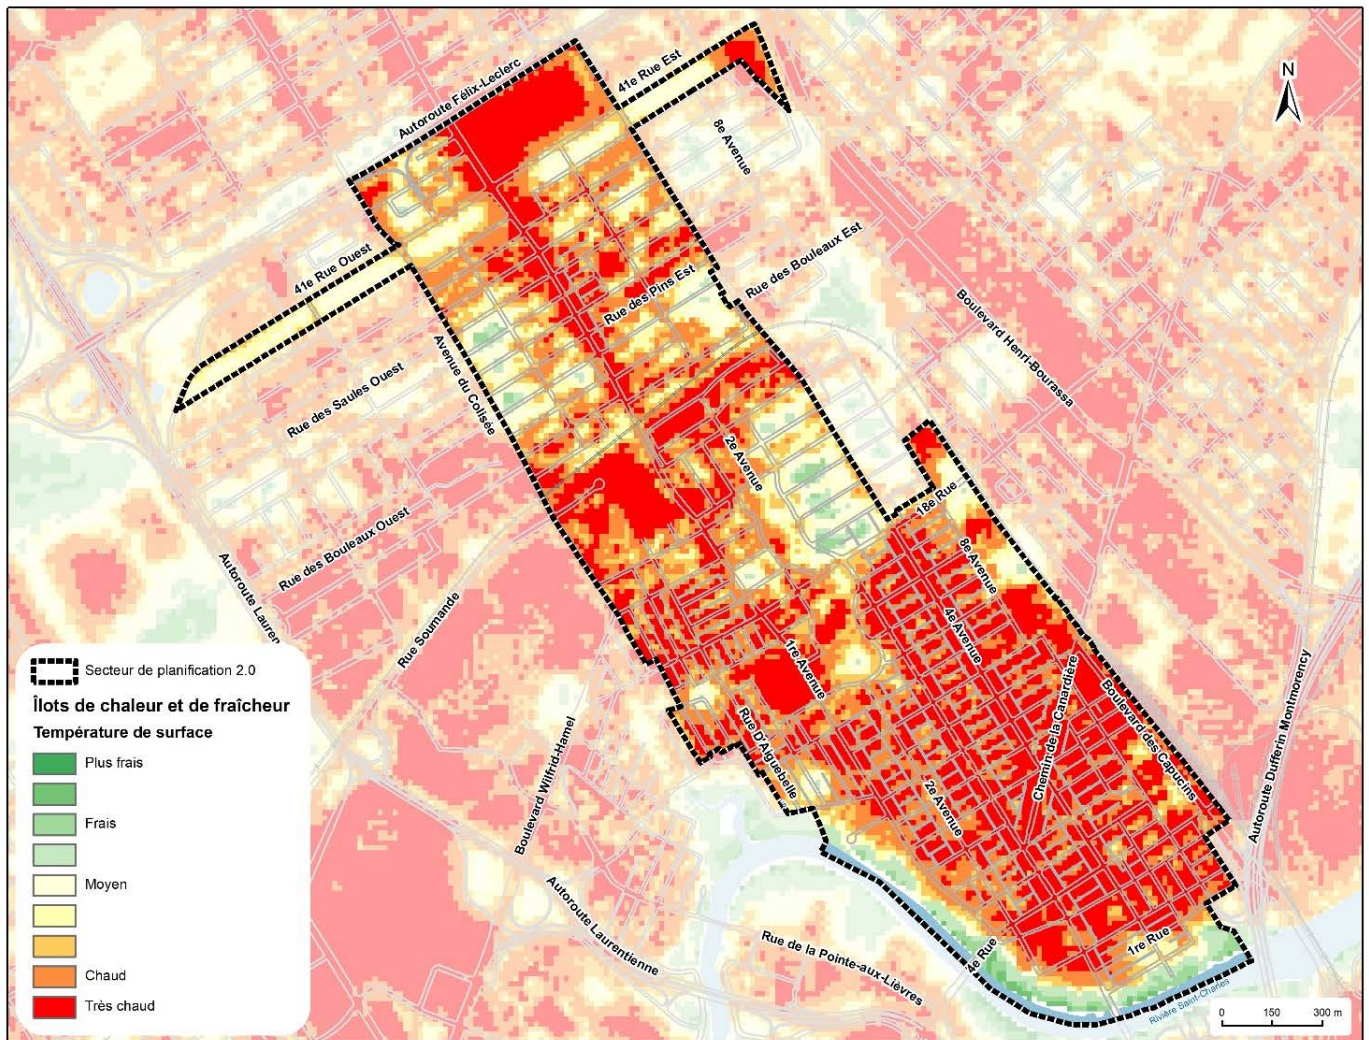 Autoroute Félix-Leclerc
41e Rue Est
N
8e Avenue
41e Rue Ouest
Rue des Bouleaux Est
Rue des Pins Est
Boulevard Henri-Bourassa
Avenue du Colisée
Rue des Saules Ouest
2e Avenue
18e Rue
Rue des Bouleaux Ouest
8e Avenue
Autoroute Lauren
Rue Soumande
4e Avenue
1re Avenue
Chemin de la Canardière
Boulevard des Capucins
Autoroute Dufferin Montmorency
Rue D'Aiguebelle
Boulevard Wilfrid-Hamel
2e Avenue
Autoroute Laurentienne
Rue de la Pointe-aux-Lièvres
4e Rue
1re Rue
Rivière Saint-Charles
Secteur de planification 2.0
Îlots de chaleur et de fraîcheur
Température de surface
Plus frais
Frais
Moyen
Chaud
Très chaud
0 150 300 m